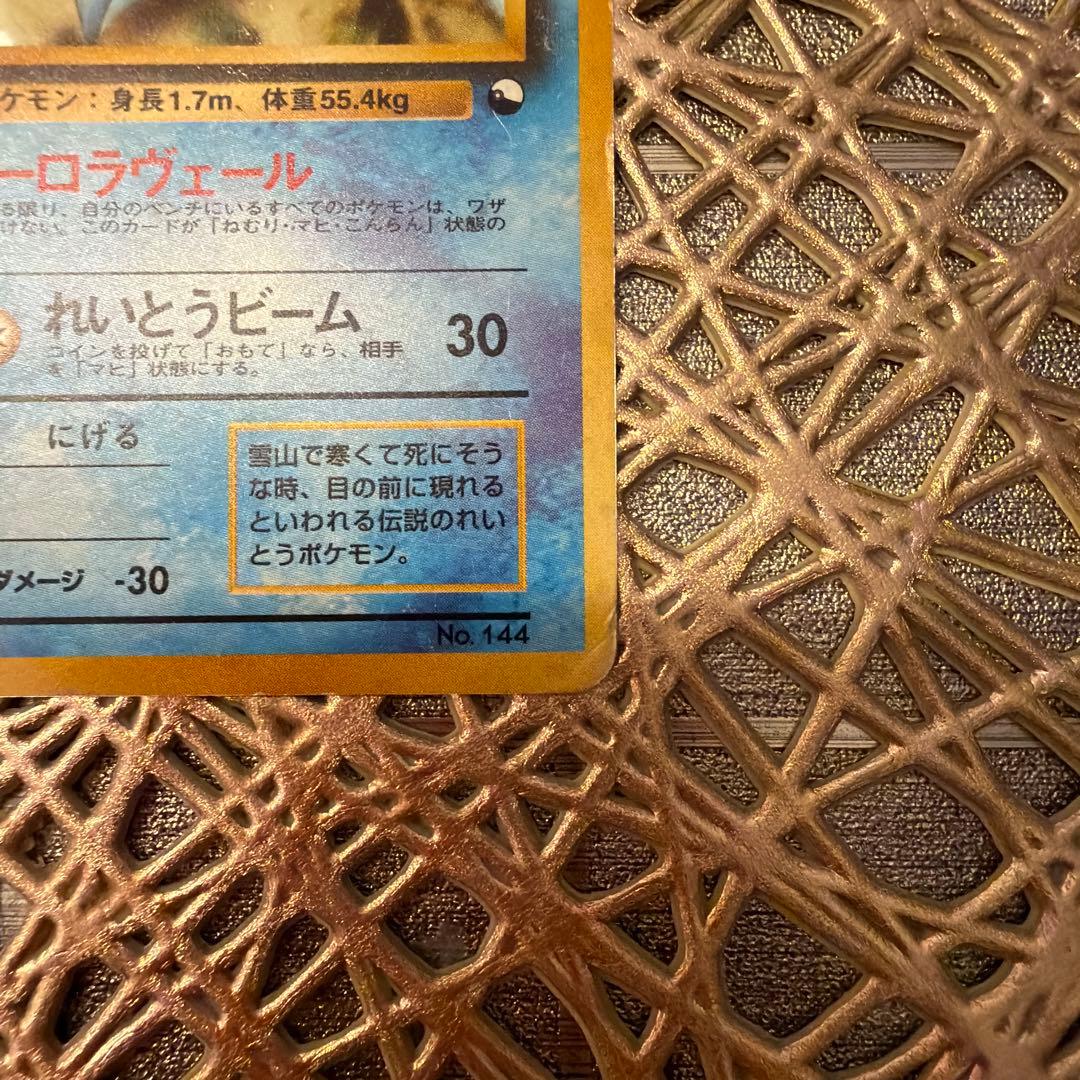 ケモン：身長1.7m、体重55.4kg
ーロラヴェール
る限り、自分のベンチにいるすべてのポケモンは、ワザ
けない。このカードが「ねむり・マヒ・こんらん」状態の
れいとうビーム 30
コインを投げて「おもて」なら、相手
を「マヒ」状態にする。
にげる
雪山で寒くて死にそう
な時、目の前に現れる
といわれる伝説のれい
とうポケモン。
ダメージ -30
No. 144